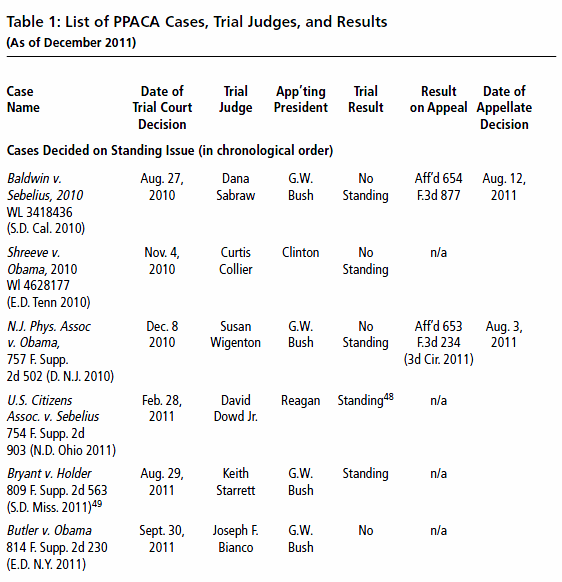 Table 1: List of PPACA Cases, Trial Judges, and Results
(As of December 2011)
Case Date of Trial App'ting Trial Result Date of
Name Trial Court Judge President Result on Appeal Appellate
Decision Decision
Cases Decided on Standing Issue (in chronological order)
Baldwin v. Aug. 27, Dana G.W. No Aff'd 654 Aug. 12,
Sebelius, 2010 2010 Sabraw Bush Standing F.3d 877 2011
WL 3418436
(S.D. Cal. 2010)
Shreeve v. Nov. 4, Curtis Clinton No n/a
Obama, 2010 2010 Collier Standing
Wl 4628177
(E.D. Tenn 2010)
N.J. Phys. Assoc Dec. 8 Susan G.W. No Aff'd 653 Aug. 3,
v. Obama, 2010 Wigenton Bush Standing F.3d 234 2011
757 F. Supp. (3d Cir. 2011)
2d 502 (D. N.J. 2010)
U.S. Citizens Feb. 28, David Reagan Standing48 n/a
Assoc. v. Sebelius 2011 Dowd Jr.
754 F. Supp. 2d
903 (N.D. Ohio 2011)
Bryant v. Holder Aug. 29, Keith G.W. Standing n/a
809 F. Supp. 2d 563 2011 Starrett Bush
(S.D. Miss. 2011)49
Butler v. Obama Sept. 30, Joseph F. G.W. No n/a
814 F. Supp. 2d 230 2011 Bianco Bush
(E.D. N.Y. 2011)